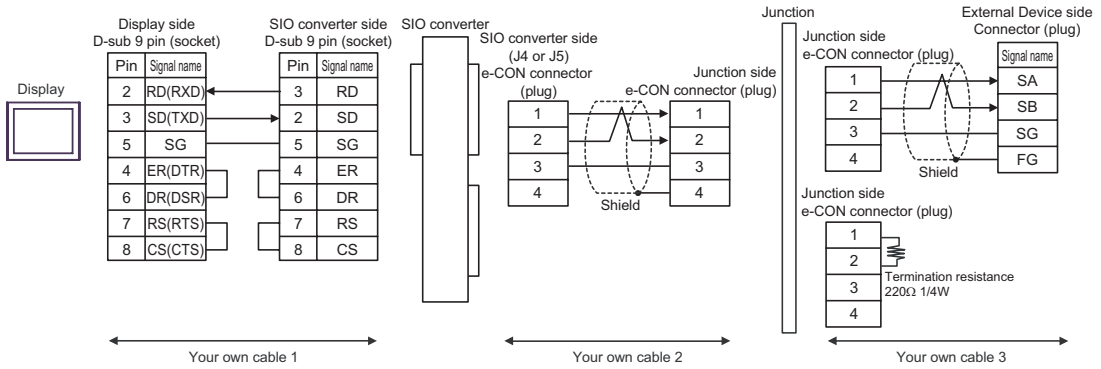 Display
Display side
D-sub 9 pin (socket)
Pin Signal name
2 RD(RXD)
3 SD(TXD)
5 SG
4 ER(DTR)
6 DR(DSR)
7 RS(RTS)
8 CS(CTS)
SIO converter side
D-sub 9 pin (socket)
Pin Signal name
3 RD
2 SD
5 SG
4 ER
6 DR
7 RS
8 CS
Your own cable 1
SIO converter
SIO converter side
(J4 or J5)
e-CON connector
(plug)
1
2
3
4
Shield
Junction side
e-CON connector (plug)
1
2
3
4
Your own cable 2
Junction
Junction side
e-CON connector (plug)
1
2
3
4
Shield
External Device side
Connector (plug)
Signal name
SA
SB
SG
FG
Junction side
e-CON connector (plug)
1
2
3
4
Termination resistance
220Ω 1/4W
Your own cable 3